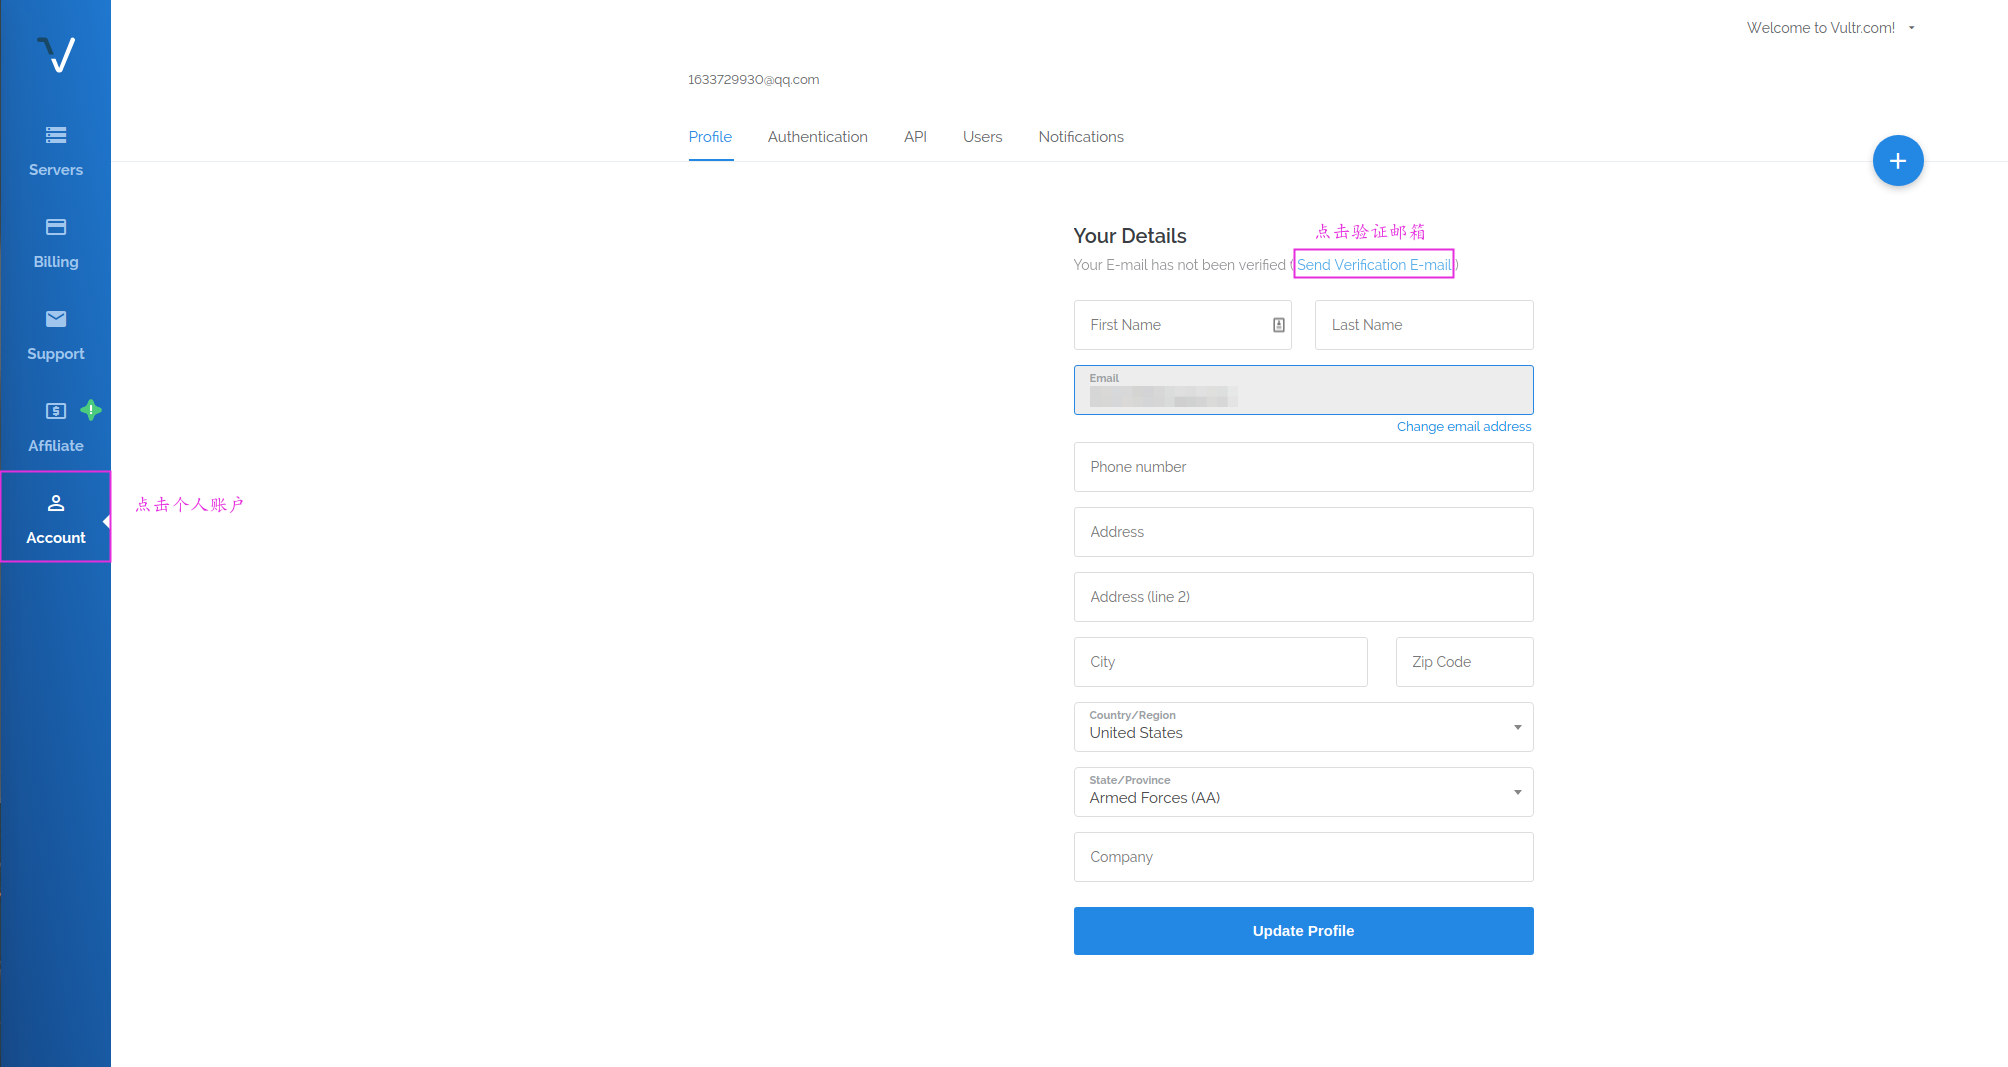 Welcome to Vultr.com!
1633729930@qq.com
Profile Authentication API Users Notifications
Servers
Billing
Support
Affiliate
Account
点击个人账户
Your Details
点击验证邮箱
Your E-mail has not been verified (Send Verification E-mail)
First Name
Last Name
Email
Change email address
Phone number
Address
Address (line 2)
City
Zip Code
Country/Region
United States
State/Province
Armed Forces (AA)
Company
Update Profile